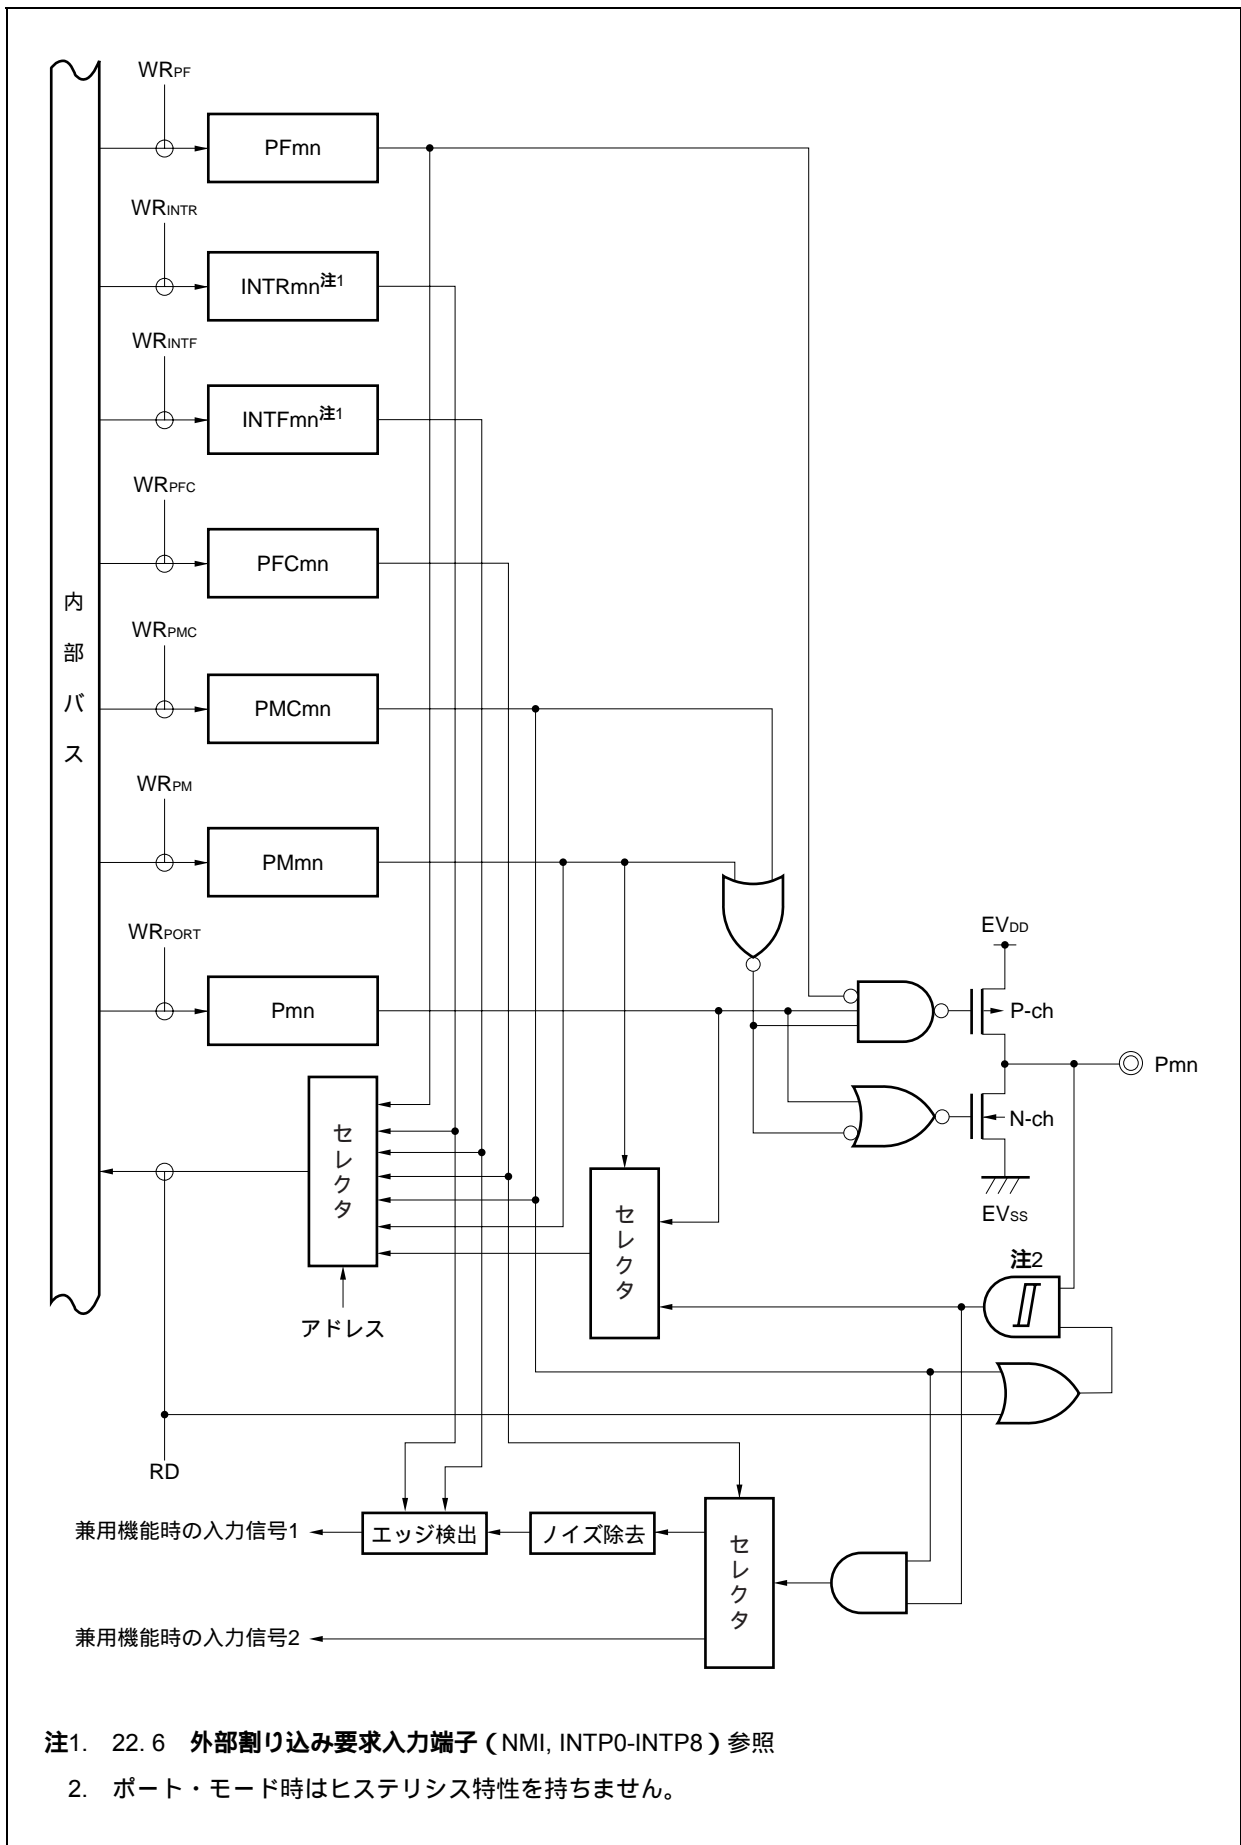 WRPF
PFmn
WRINTR
INTRmn注1
WRINTF
INTFmn注1
WRPFC
PFCmn
内部バス
WRPMC
PMCmn
WRPM
PMmn
WRPORT
Pmn
EVDD
P-ch
Pmn
N-ch
EVSS
セレクタ
セレクタ
注2
アドレス
RD
兼用機能時の入力信号1
エッジ検出
ノイズ除去
セレクタ
兼用機能時の入力信号2
注1. 22. 6 外部割り込み要求入力端子（NMI, INTP0-INTP8）参照
2. ポート・モード時はヒステリシス特性を持ちません。